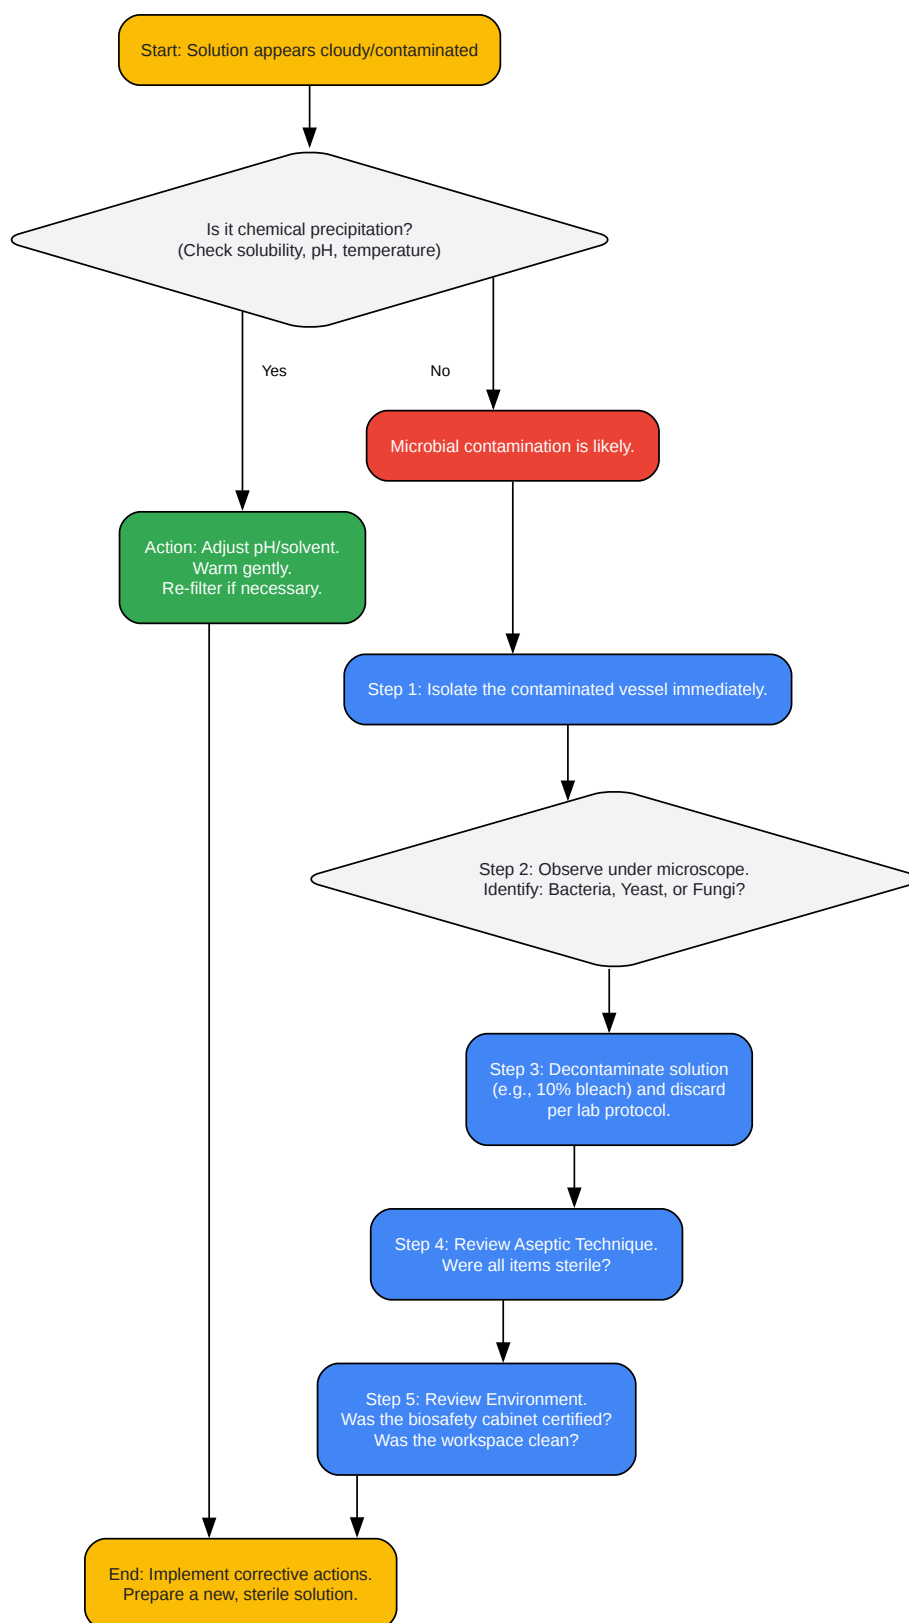 Start: Solution appears cloudy/contaminated
Is it chemical precipitation?
(Check solubility, pH, temperature)
Yes
No
Microbial contamination is likely.
Action: Adjust pH/solvent.
Warm gently.
Re-filter if necessary.
Step 1: Isolate the contaminated vessel immediately.
Step 2: Observe under microscope.
Identify: Bacteria, Yeast, or Fungi?
Step 3: Decontaminate solution
(e.g., 10% bleach) and discard
per lab protocol.
Step 4: Review Aseptic Technique.
Were all items sterile?
Step 5: Review Environment.
Was the biosafety cabinet certified?
Was the workspace clean?
End: Implement corrective actions.
Prepare a new, sterile solution.